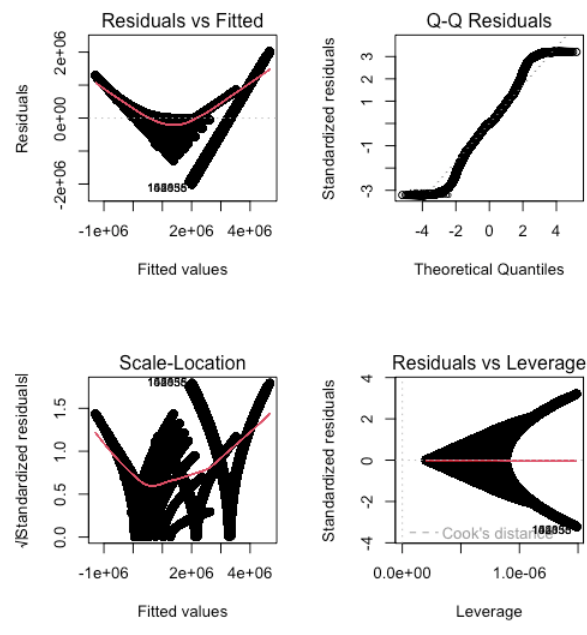 Residuals vs Fitted
Residuals
2e+06
0e+00
-2e+06
-1e+06 2e+06 4e+06
Fitted values
Q-Q Residuals
Standardized residuals
3
2
1
-1
-3
-4 -2 0 2 4
Theoretical Quantiles
Scale-Location
√|Standardized residuals|
1.5
1.0
0.5
0.0
-1e+06 2e+06 4e+06
Fitted values
Residuals vs Leverage
Standardized residuals
4
2
0
-2
-4
Cook's distance
0.0e+00 1.0e-06
Leverage